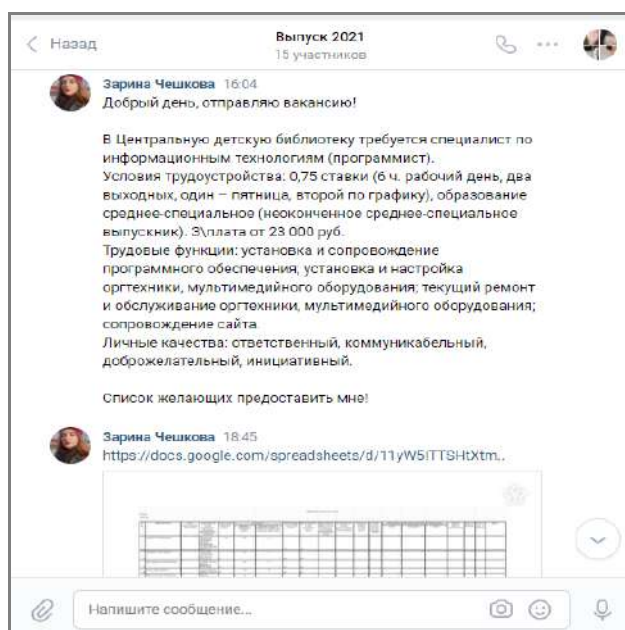 Назад
Выпуск 2021
15 участников
Зарина Чешкова 16:04
Добрый день, отправляю вакансию!
В Центральную детскую библиотеку требуется специалист по
информационным технологиям (программист).
Условия трудоустройства: 0,75 ставки (6 ч. рабочий день, два
выходных, один – пятница, второй по графику), образование
среднее-специальное (неоконченное среднее-специальное
выпускник). З\плата от 23 000 руб.
Трудовые функции: установка и сопровождение
программного обеспечения, установка и настройка
оргтехники, мультимедийного оборудования; текущий ремонт
и обслуживание оргтехники, мультимедийного оборудования;
сопровождение сайта.
Личные качества: ответственный, коммуникабельный,
доброжелательный, инициативный.
Список желающих предоставить мне!
Зарина Чешкова 18:45
https://docs.google.com/spreadsheets/d/11yW5ITTSHtXtm..
Напишите сообщение...